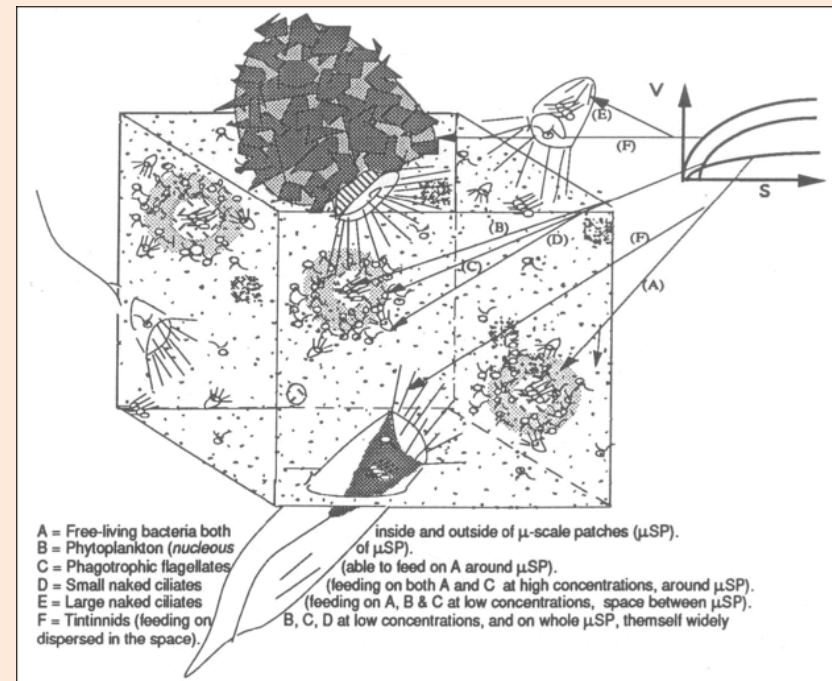 V
(E)
(F)
S
(B)
(F)
(D)
(C)
(A)
A = Free-living bacteria both inside and outside of μ-scale patches (μSP).
B = Phytoplankton (nucleous of μSP).
C = Phagotrophic flagellates (able to feed on A around μSP).
D = Small naked ciliates (feeding on both A and C at high concentrations, around μSP).
E = Large naked ciliates (feeding on A, B & C at low concentrations, space between μSP).
F = Tintinnids (feeding on B, C, D at low concentrations, and on whole μSP, themself widely
dispersed in the space).